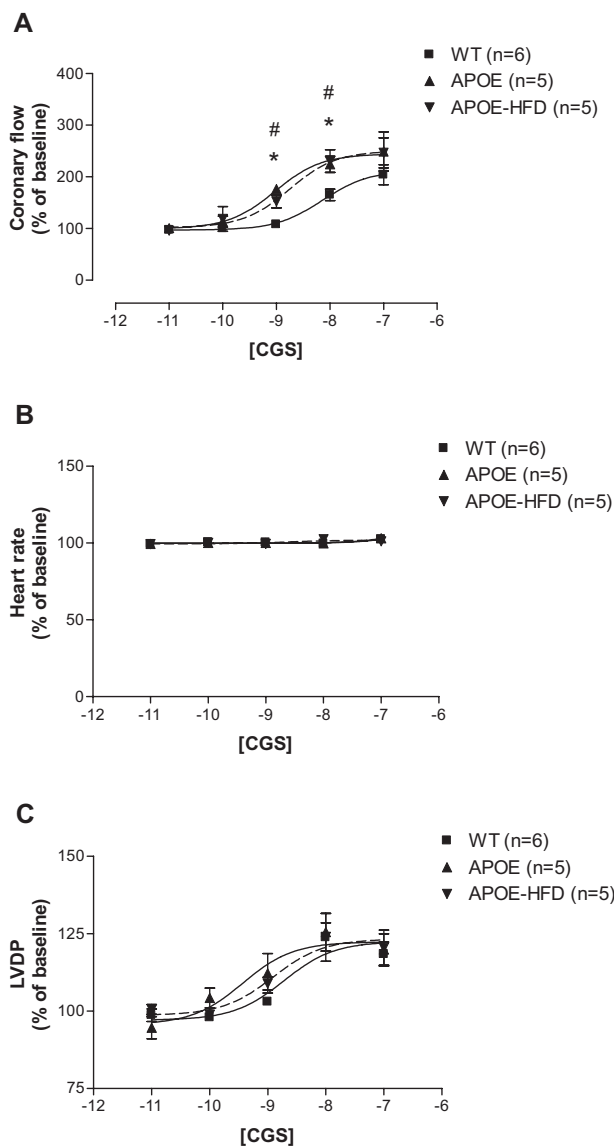 A
WT (n=6)
APOE (n=5)
APOE-HFD (n=5)
Coronary flow
(% of baseline)
400
300
200
100
0
#
*
#
*
-12 -11 -10 -9 -8 -7 -6
[CGS]
B
WT (n=6)
APOE (n=5)
APOE-HFD (n=5)
Heart rate
(% of baseline)
150
100
50
0
-12 -11 -10 -9 -8 -7 -6
[CGS]
C
WT (n=6)
APOE (n=5)
APOE-HFD (n=5)
LVDP
(% of baseline)
150
125
100
75
-12 -11 -10 -9 -8 -7 -6
[CGS]